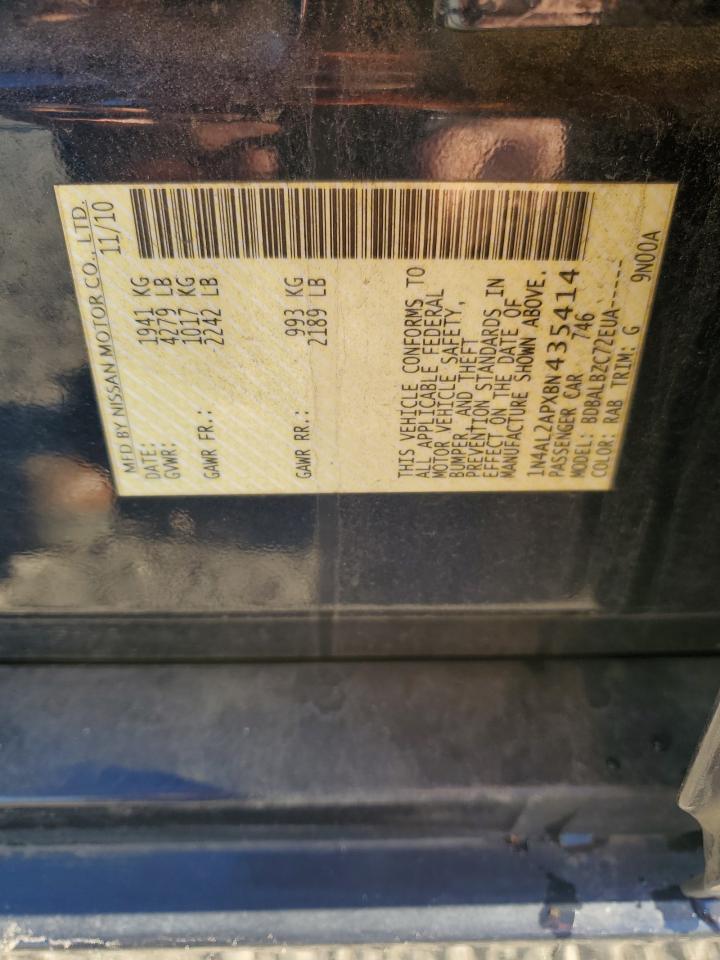 MFD BY NISSAN MOTOR CO., LTD.
DATE: 11/10
GVWR: 1941 KG
4279 LB
GAWR FR.: 1017 KG
2242 LB
GAWR RR.: 993 KG
2189 LB
THIS VEHICLE CONFORMS TO
ALL APPLICABLE FEDERAL
MOTOR VEHICLE SAFETY,
BUMPER, AND THEFT
PREVENTION STANDARDS IN
EFFECT ON THE DATE OF
MANUFACTURE SHOWN ABOVE.
1N4AL2APXBN435414
PASSENGER CAR 746
MODEL: BDBALBZC72EUA------
COLOR: RAB TRIM: G 9N00A